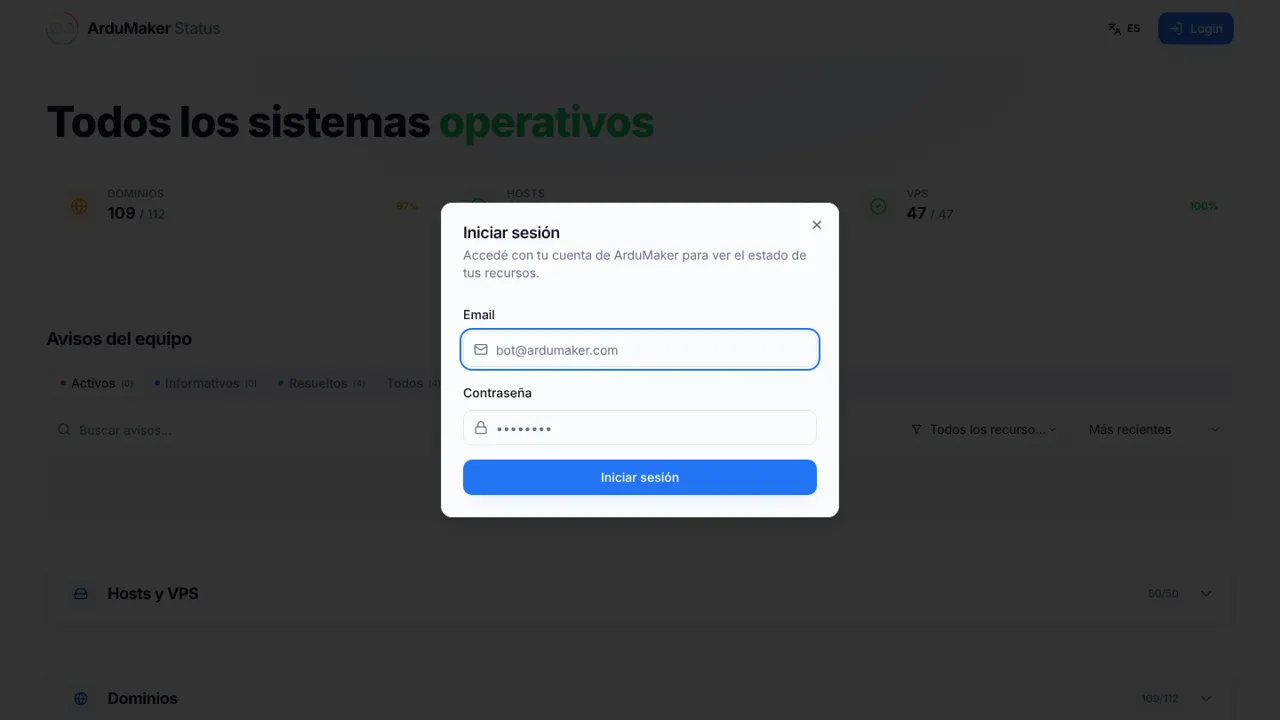 ArduMaker Status
ES
Login
Todos los sistemas operativos
DOMINIOS
109 / 112
97%
HOSTS
VPS
47 / 47
100%
Iniciar sesión
Accedé con tu cuenta de ArduMaker para ver el estado de
tus recursos.
Email
bot@ardumaker.com
Contraseña
••••••••
Iniciar sesión
Avisos del equipo
Activos (0) Informativos (0) Resueltos (4) Todos (4)
Buscar avisos...
Todos los recurso...
Más recientes
Hosts y VPS
50/50
Dominios
109/112